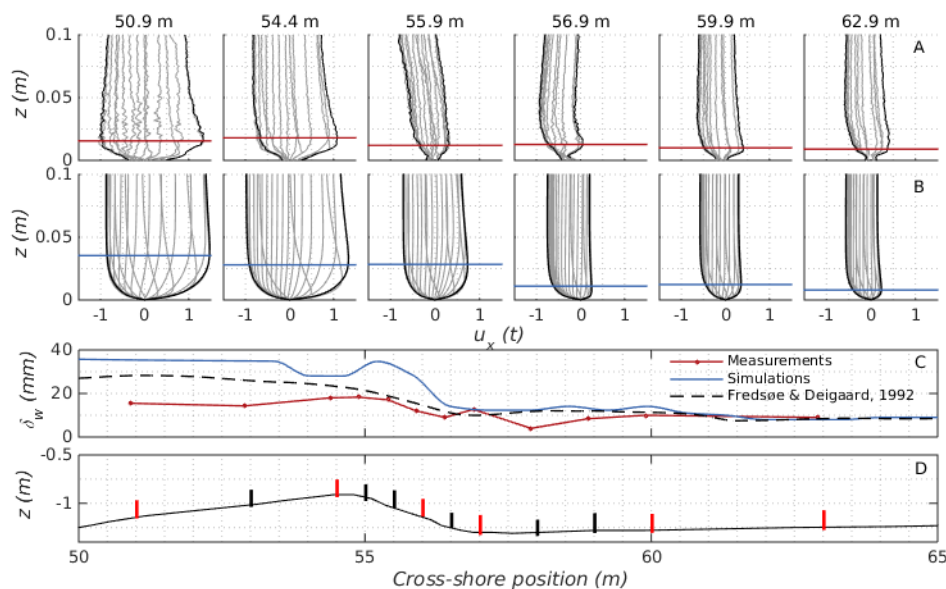 50.9 m 54.4 m 55.9 m 56.9 m 59.9 m 62.9 m
0.1
A
z (m)
0.05
0
0.1
B
z (m)
0.05
0
-1 0 1 -1 0 1 -1 0 1 -1 0 1 -1 0 1 -1 0 1
u_x (t)
40
C
Measurements
δ_w (mm)
20
Simulations
Fredsøe & Deigaard, 1992
0
-0.5
D
z (m)
-1
50 55 60 65
Cross-shore position (m)